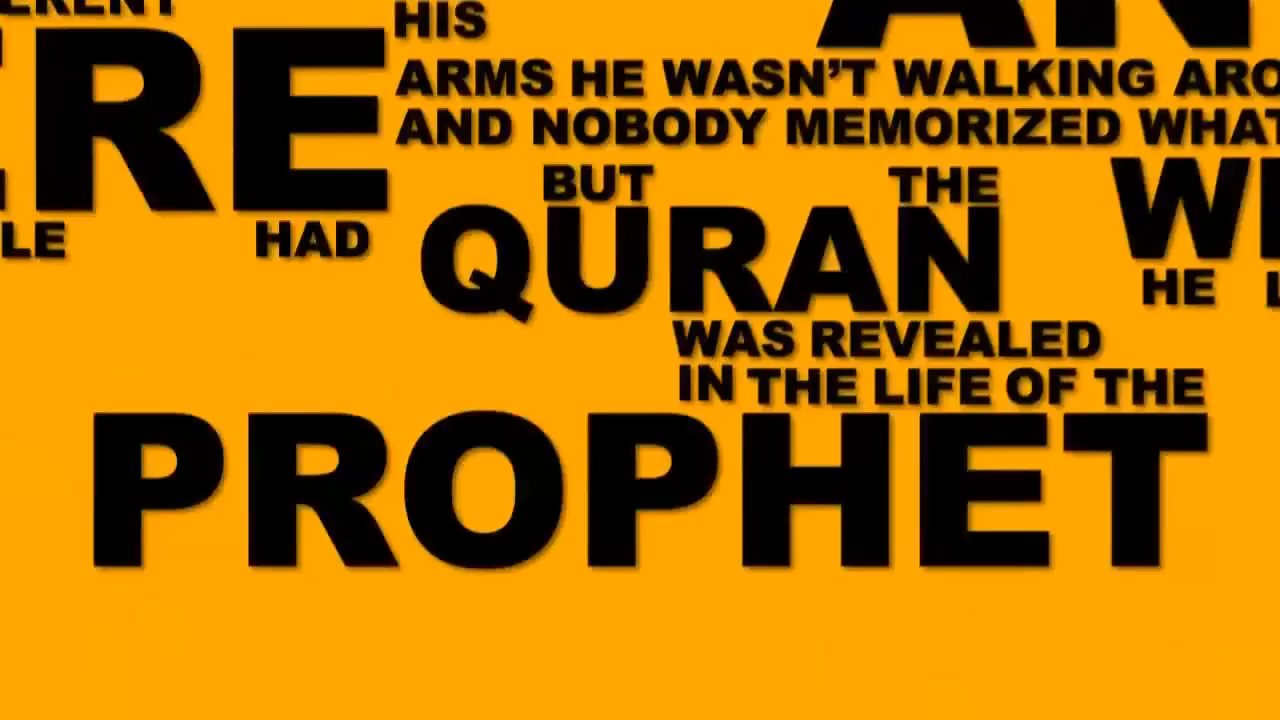 HIS
ARMS HE WASN'T WALKING
AND NOBODY MEMORIZED WHAT
HAD
BUT THE
QURAN
HE
WAS REVEALED
IN THE LIFE OF THE
PROPHET